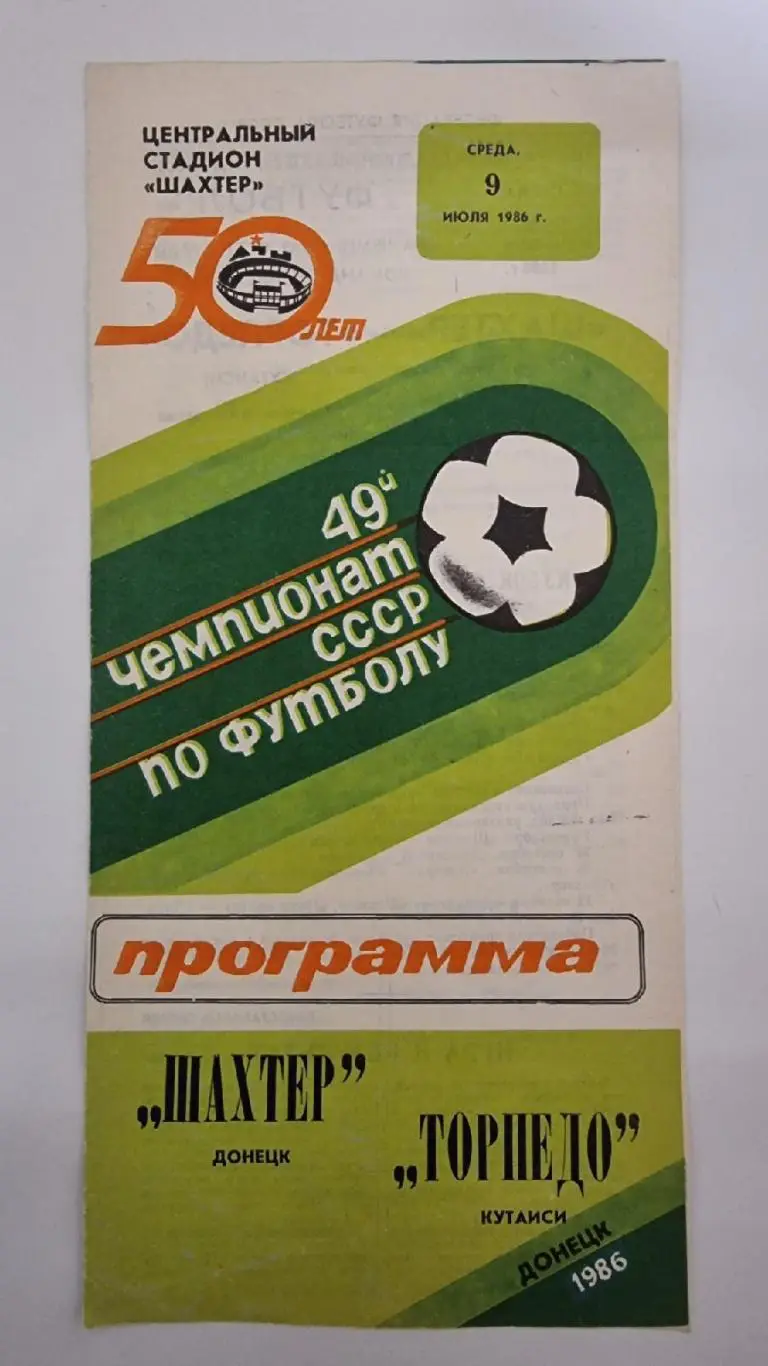 ЦЕНТРАЛЬНЫЙ
СТАДИОН
«ШАХТЕР»
СРЕДА,
9
ИЮЛЯ 1986 г.
50 ЛЕТ
49й
ЧЕМПИОНАТ
СССР
ПО ФУТБОЛУ
программа
„ШАХТЕР”
ДОНЕЦК
„ТОРПЕДО”
КУТАИСИ
ДОНЕЦК
1986